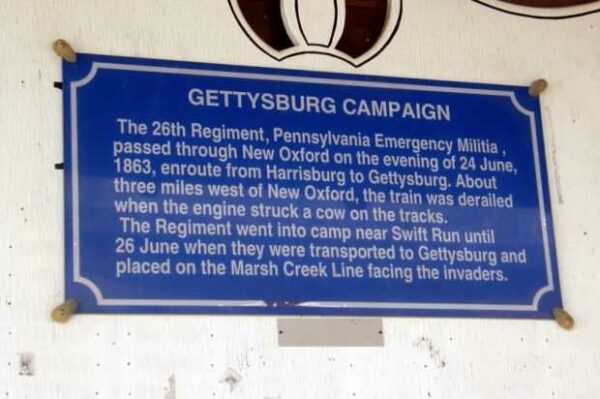 GETTYSBURG CAMPAIGN
The 26th Regiment, Pennsylvania Emergency Militia ,
passed through New Oxford on the evening of 24 June,
1863, enroute from Harrisburg to Gettysburg. About
three miles west of New Oxford, the train was derailed
when the engine struck a cow on the tracks.
The Regiment went into camp near Swift Run until
26 June when they were transported to Gettysburg and
placed on the Marsh Creek Line facing the invaders.